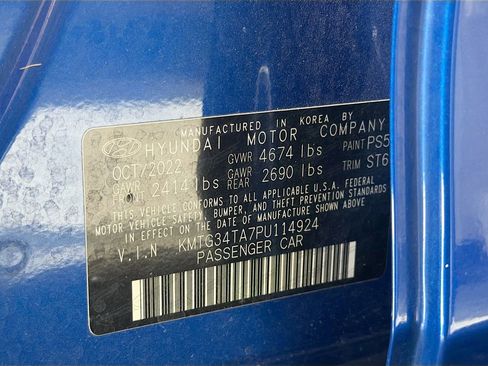 MANUFACTURED IN KOREA BY
HYUNDAI MOTOR COMPANY
OCT/2022 GVWR 4674 lbs PAINT PS5
GAWR 2414 lbs GAWR REAR 2690 lbs TRIM ST6
THIS VEHICLE CONFORMS TO ALL APPLICABLE U.S.A. FEDERAL
MOTOR VEHICLE SAFETY, BUMPER, AND THEFT PREVENTION STANDARDS
IN EFFECT ON THE DATE OF MANUFACTURE SHOWN ABOVE.
V.I.N KMTG34TA7PU114924
PASSENGER CAR